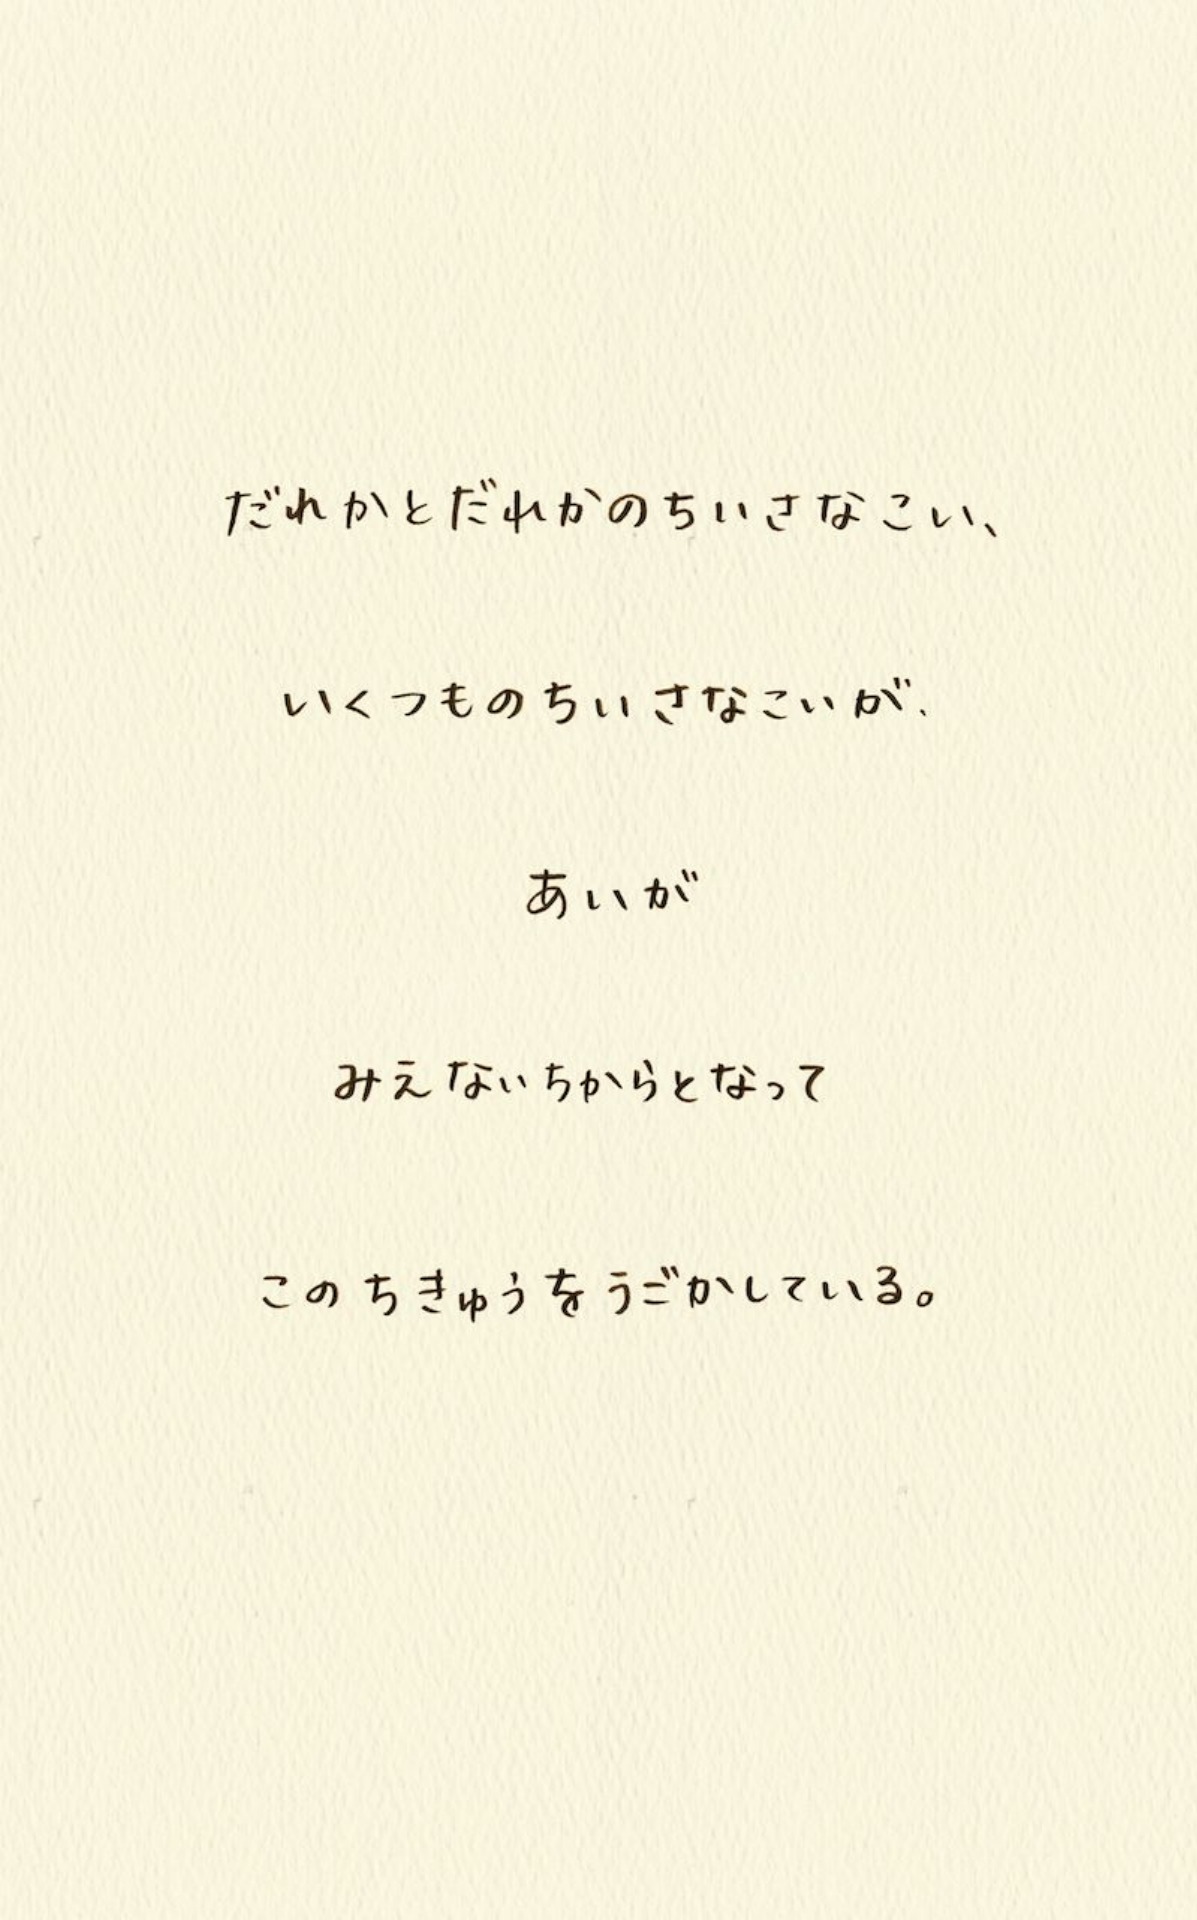 だれかとだれかのちいさなこい、
いくつものちいさなこいが、
あいが
みえないちからとなって
このちきゅうをうごかしている。